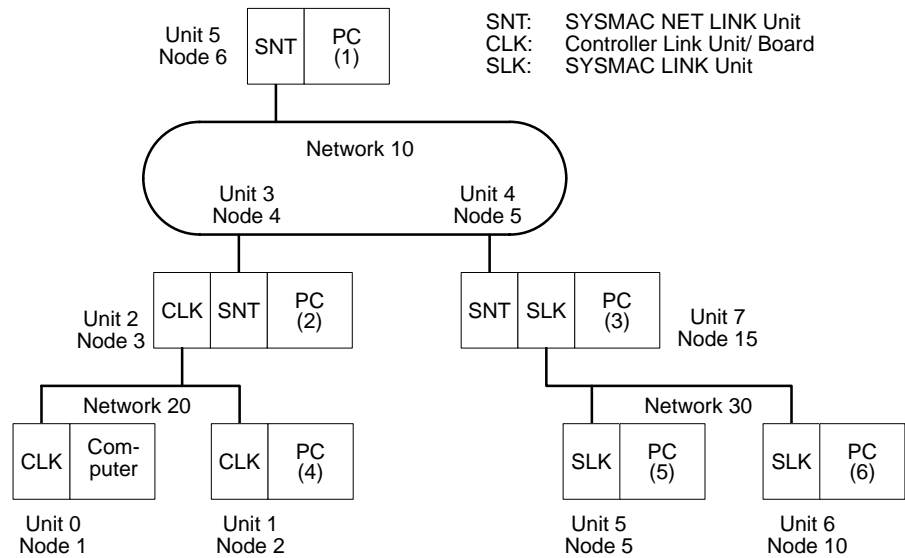 Unit 5
Node 6
SNT
PC
(1)
SNT: SYSMAC NET LINK Unit
CLK: Controller Link Unit/ Board
SLK: SYSMAC LINK Unit
Network 10
Unit 3
Node 4
Unit 4
Node 5
Unit 2
Node 3
CLK
SNT
PC
(2)
SNT
SLK
PC
(3)
Unit 7
Node 15
Network 20
Network 30
CLK
Com-
puter
CLK
PC
(4)
SLK
PC
(5)
SLK
PC
(6)
Unit 0
Node 1
Unit 1
Node 2
Unit 5
Node 5
Unit 6
Node 10